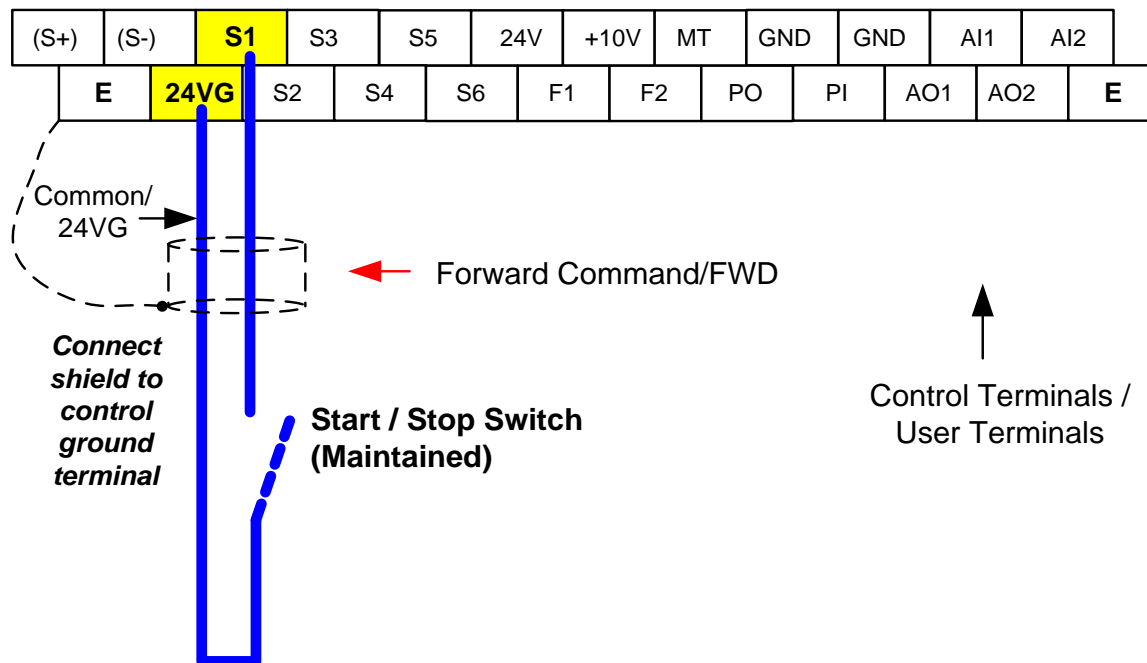 (S+) (S-) S1 S3 S5 24V +10V MT GND GND AI1 AI2
E 24VG S2 S4 S6 F1 F2 PO PI AO1 AO2 E
Common/
24VG
Forward Command/FWD
Connect
shield to
control
ground
terminal
Start / Stop Switch
(Maintained)
Control Terminals /
User Terminals